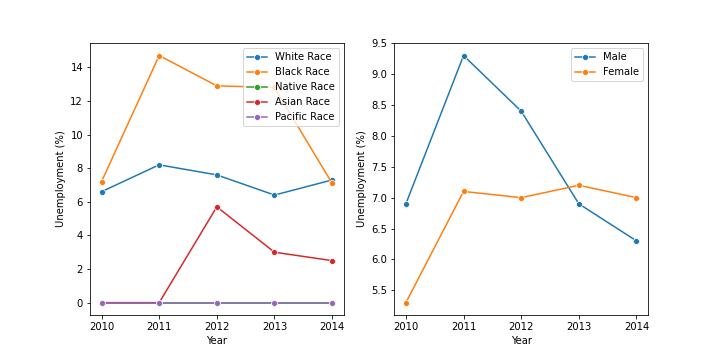 White Race
Black Race
Native Race
Asian Race
Pacific Race
14
12
10
8
6
4
2
0
Unemployment (%)
2010 2011 2012 2013 2014
Year
Male
Female
9.5
9.0
8.5
8.0
7.5
7.0
6.5
6.0
5.5
Unemployment (%)
2010 2011 2012 2013 2014
Year